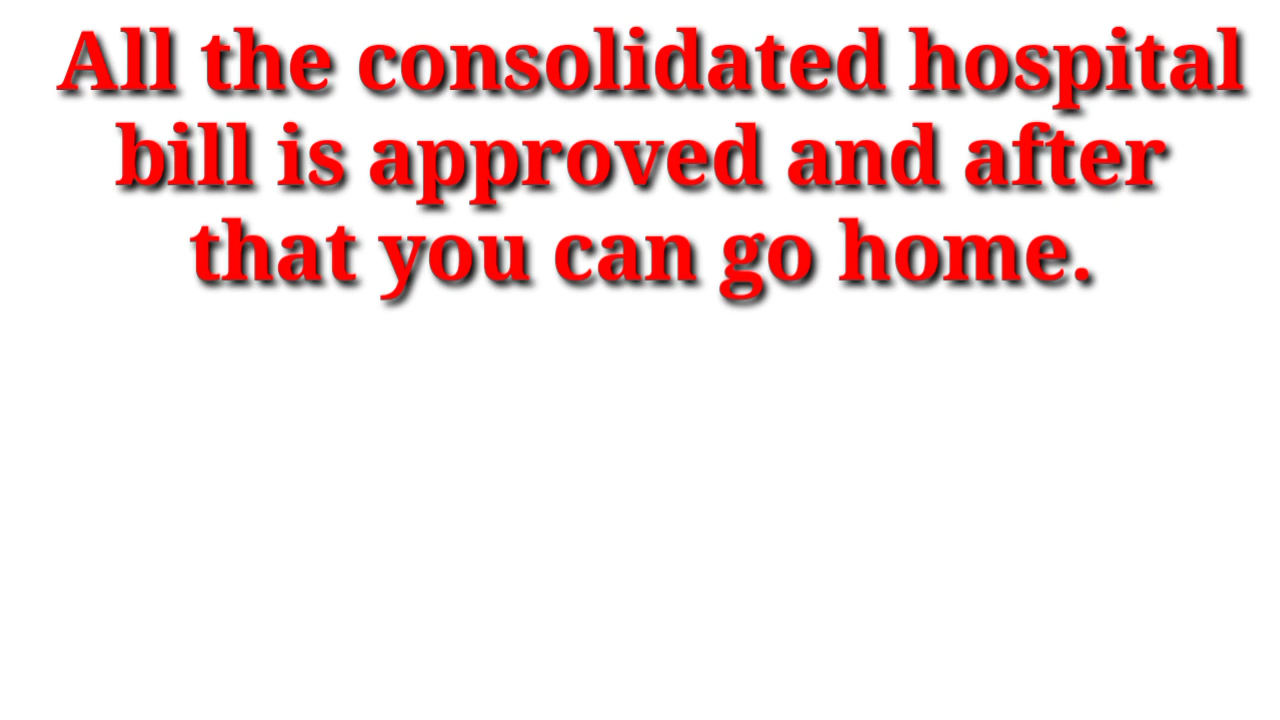 All the consolidated hospital
bill is approved and after
that you can go home.